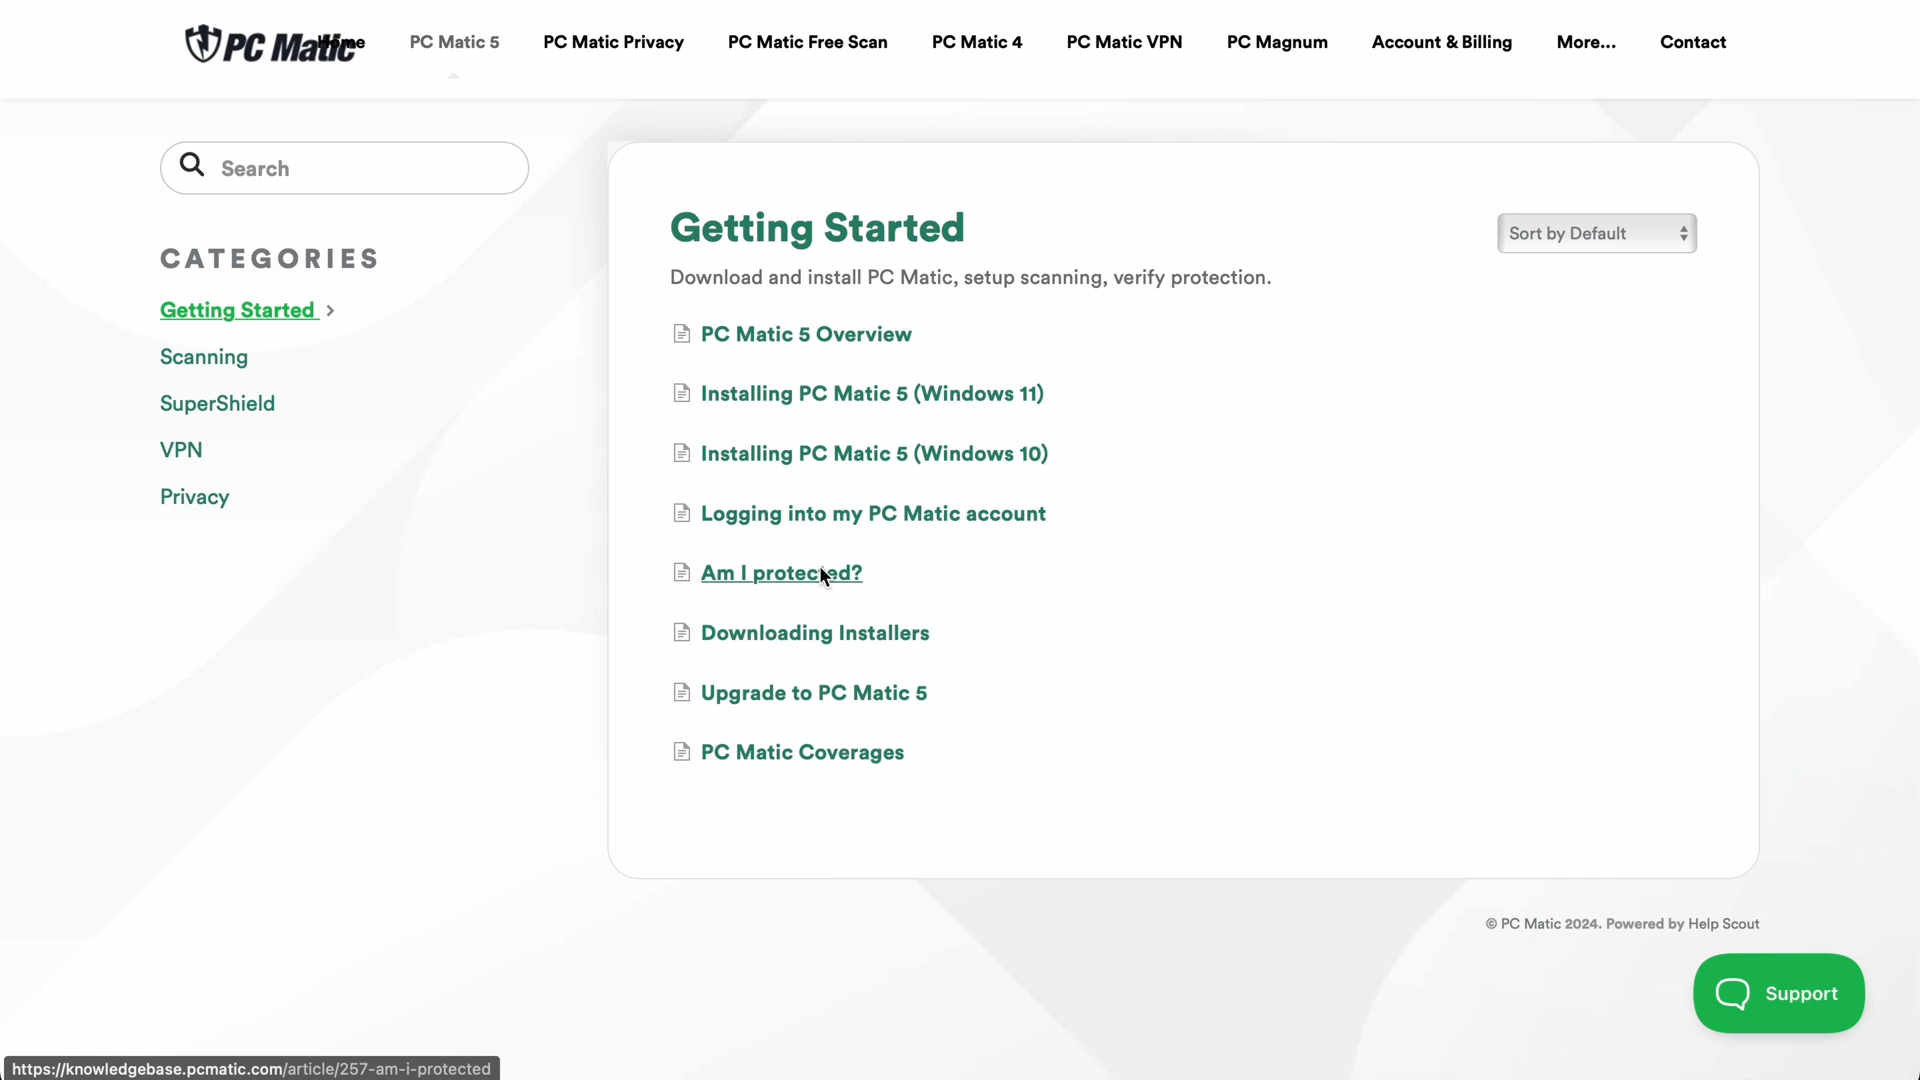 PC Matic
Home
PC Matic 5
PC Matic Privacy
PC Matic Free Scan
PC Matic 4
PC Matic VPN
PC Magnum
Account & Billing
More...
Contact
Search
CATEGORIES
Getting Started
Scanning
SuperShield
VPN
Privacy
Getting Started
Sort by Default
Download and install PC Matic, setup scanning, verify protection.
PC Matic 5 Overview
Installing PC Matic 5 (Windows 11)
Installing PC Matic 5 (Windows 10)
Logging into my PC Matic account
Am I protected?
Downloading Installers
Upgrade to PC Matic 5
PC Matic Coverages
© PC Matic 2024. Powered by Help Scout
Support
https://knowledgebase.pcmatic.com/article/257-am-i-protected